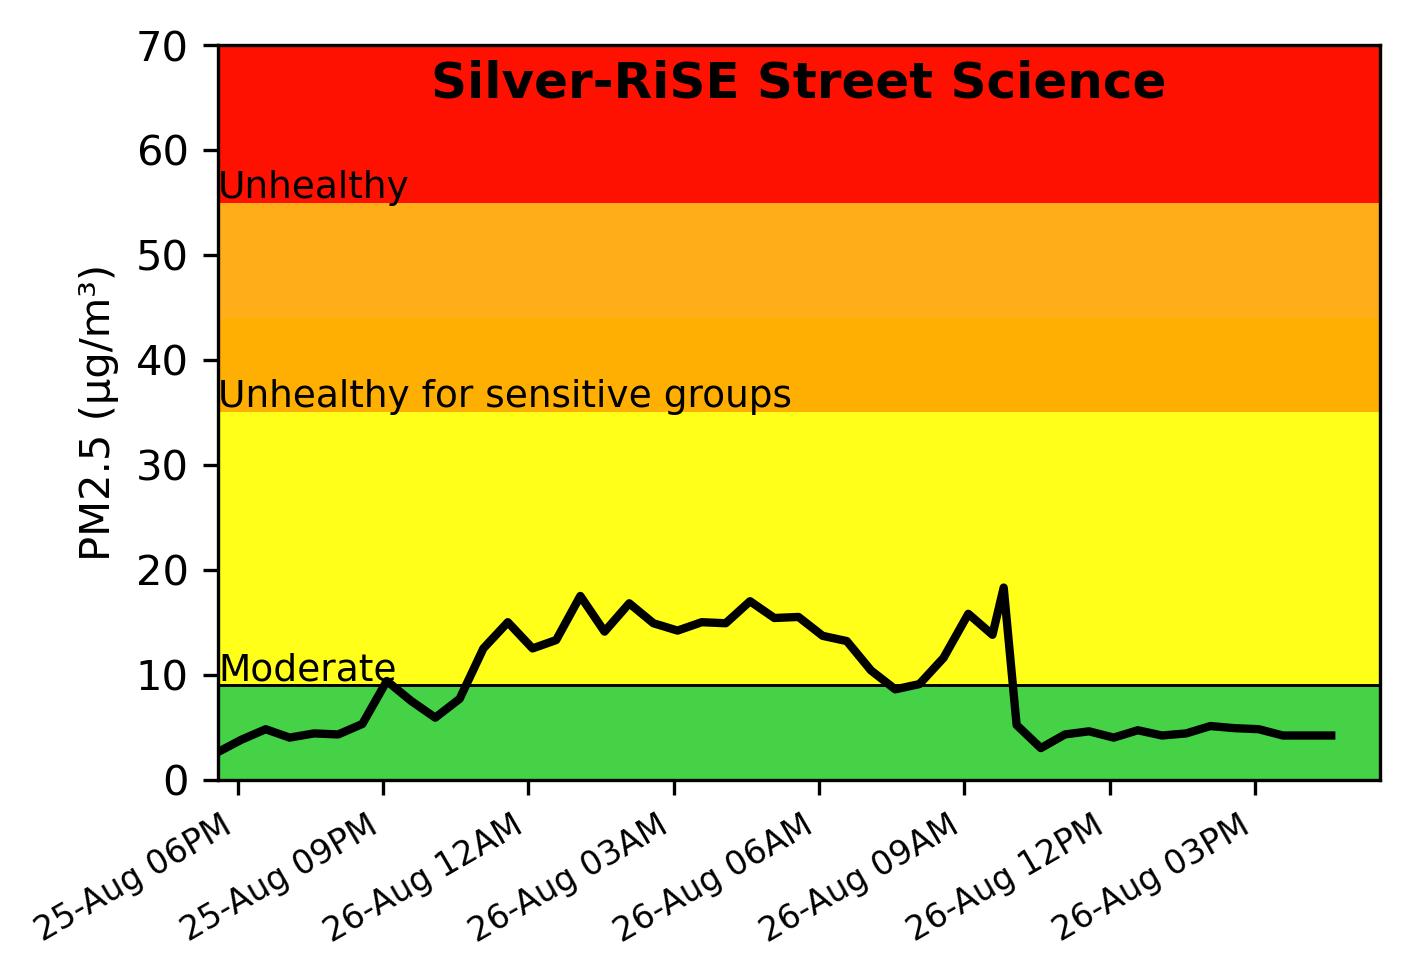 Silver-RiSE Street Science
PM2.5 (µg/m³)
70
60
Unhealthy
50
40
Unhealthy for sensitive groups
30
20
10
Moderate
0
25-Aug 06PM
25-Aug 09PM
26-Aug 12AM
26-Aug 03AM
26-Aug 06AM
26-Aug 09AM
26-Aug 12PM
26-Aug 03PM